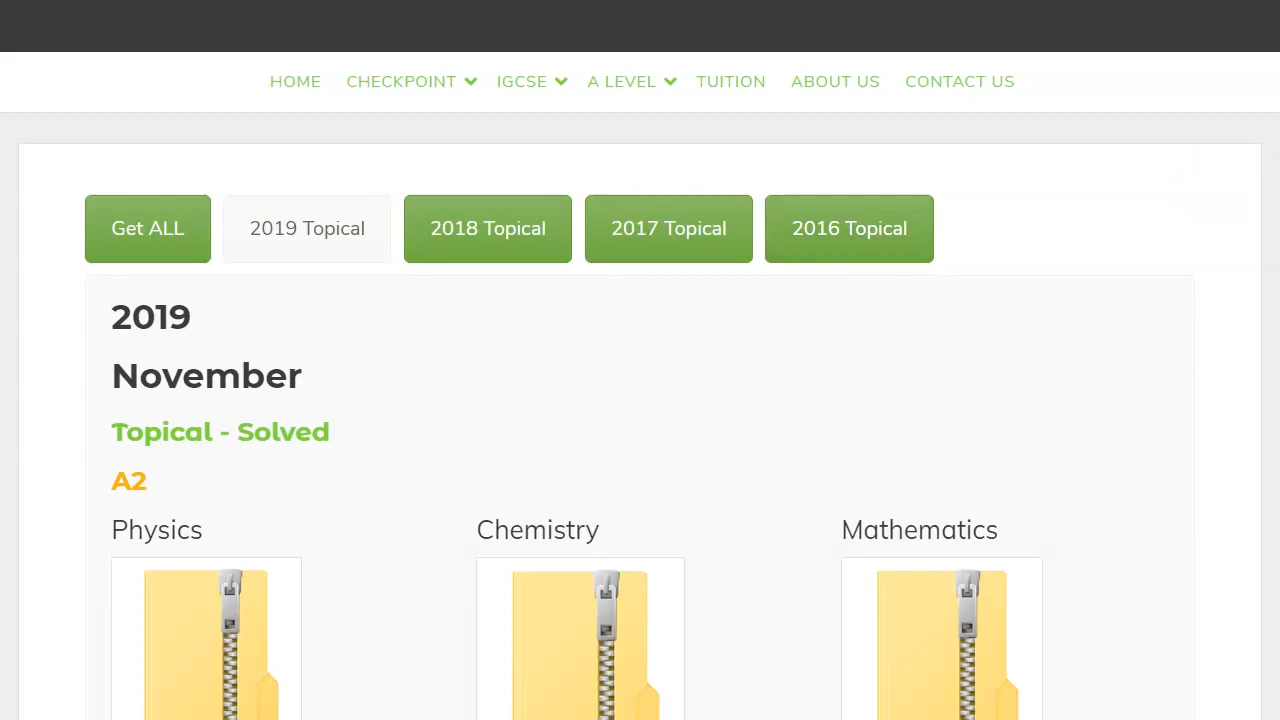 HOME CHECKPOINT IGCSE A LEVEL TUITION ABOUT US CONTACT US
Get ALL 2019 Topical 2018 Topical 2017 Topical 2016 Topical
2019
November
Topical - Solved
A2
Physics Chemistry Mathematics